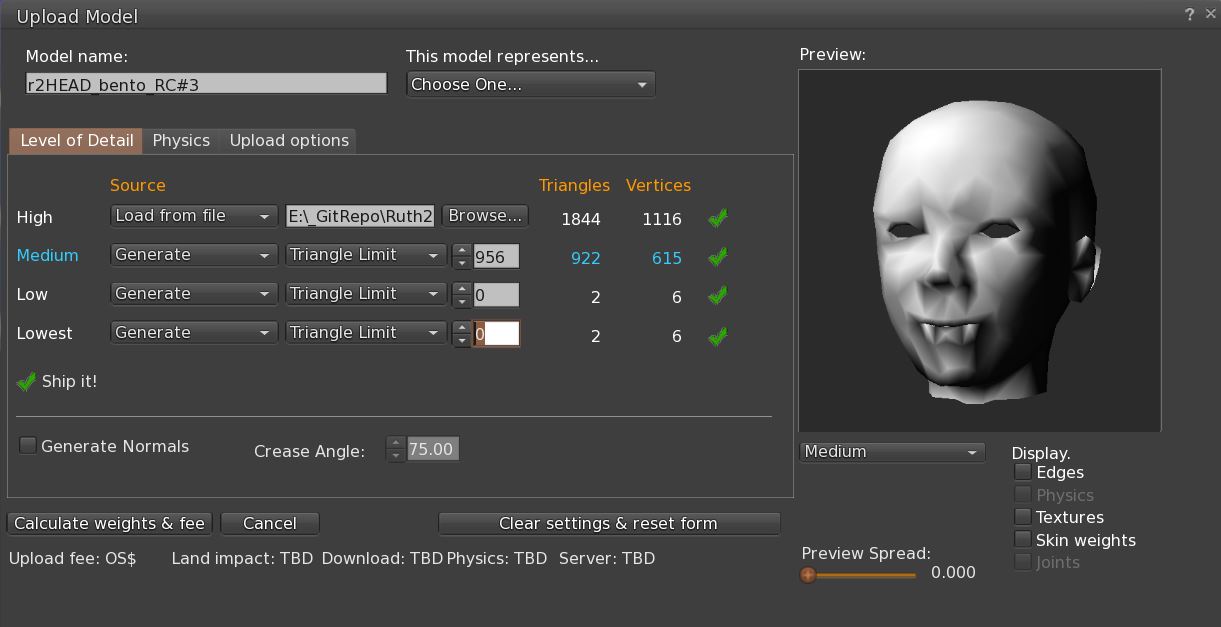 Upload Model ? ×
Model name:
This model represents...
Preview:
r2HEAD_bento_RC#3
Choose One...
Level of Detail Physics Upload options
Source Triangles Vertices
High Load from file E:\_GitRepo\Ruth2 Browse... 1844 1116
Medium Generate Triangle Limit 956 922 615
Low Generate Triangle Limit 0 2 6
Lowest Generate Triangle Limit 0 2 6
Ship it!
Generate Normals Crease Angle: 75.00
Medium
Display.
Edges
Physics
Textures
Skin weights
Joints
Preview Spread: 0.000
Calculate weights & fee Cancel Clear settings & reset form
Upload fee: OS$ Land impact: TBD Download: TBD Physics: TBD Server: TBD